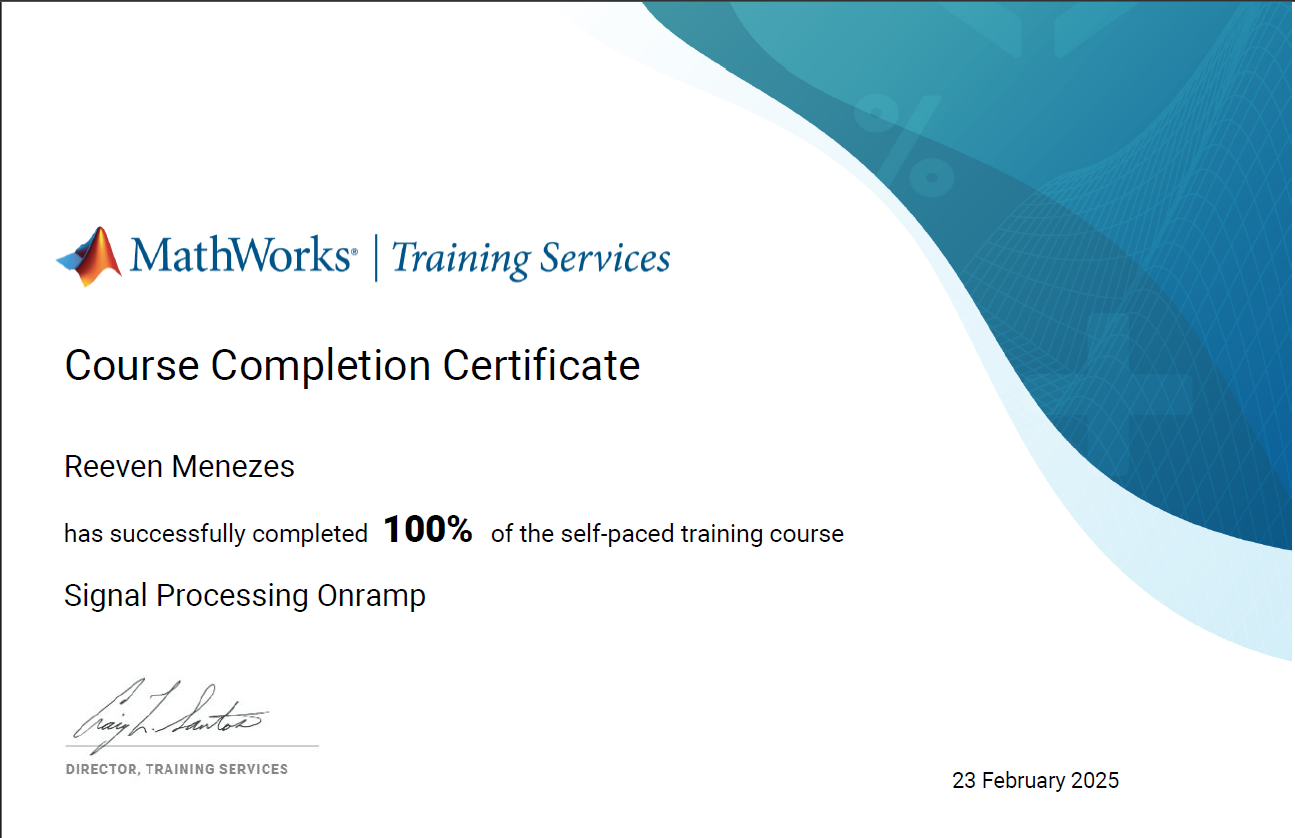 MathWorks® | Training Services
Course Completion Certificate
Reeven Menezes
has successfully completed 100% of the self-paced training course
Signal Processing Onramp
Craig L. Santos
DIRECTOR, TRAINING SERVICES
23 February 2025